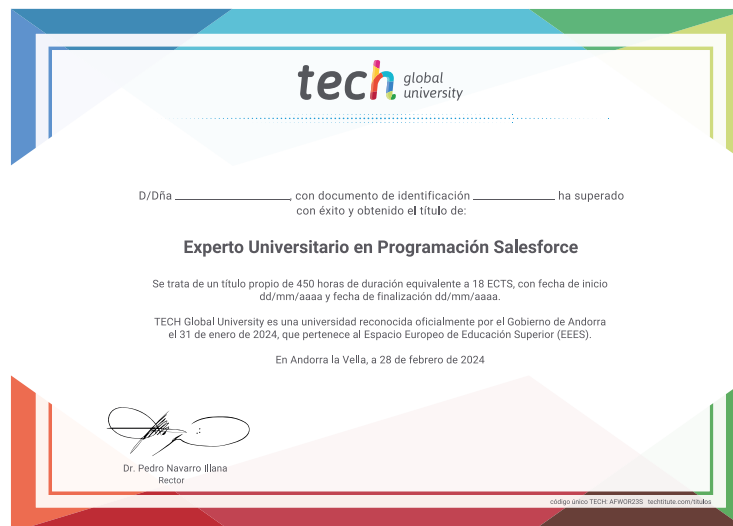 tech global university
D/Dña ____________, con documento de identificación ____________ ha superado
con éxito y obtenido el título de:
Experto Universitario en Programación Salesforce
Se trata de un título propio de 450 horas de duración equivalente a 18 ECTS, con fecha de inicio
dd/mm/aaaa y fecha de finalización dd/mm/aaaa.
TECH Global University es una universidad reconocida oficialmente por el Gobierno de Andorra
el 31 de enero de 2024, que pertenece al Espacio Europeo de Educación Superior (EEES).
En Andorra la Vella, a 28 de febrero de 2024
Dr. Pedro Navarro Illana
Rector
código único TECH: AFWOR23S techtitute.com/titulos